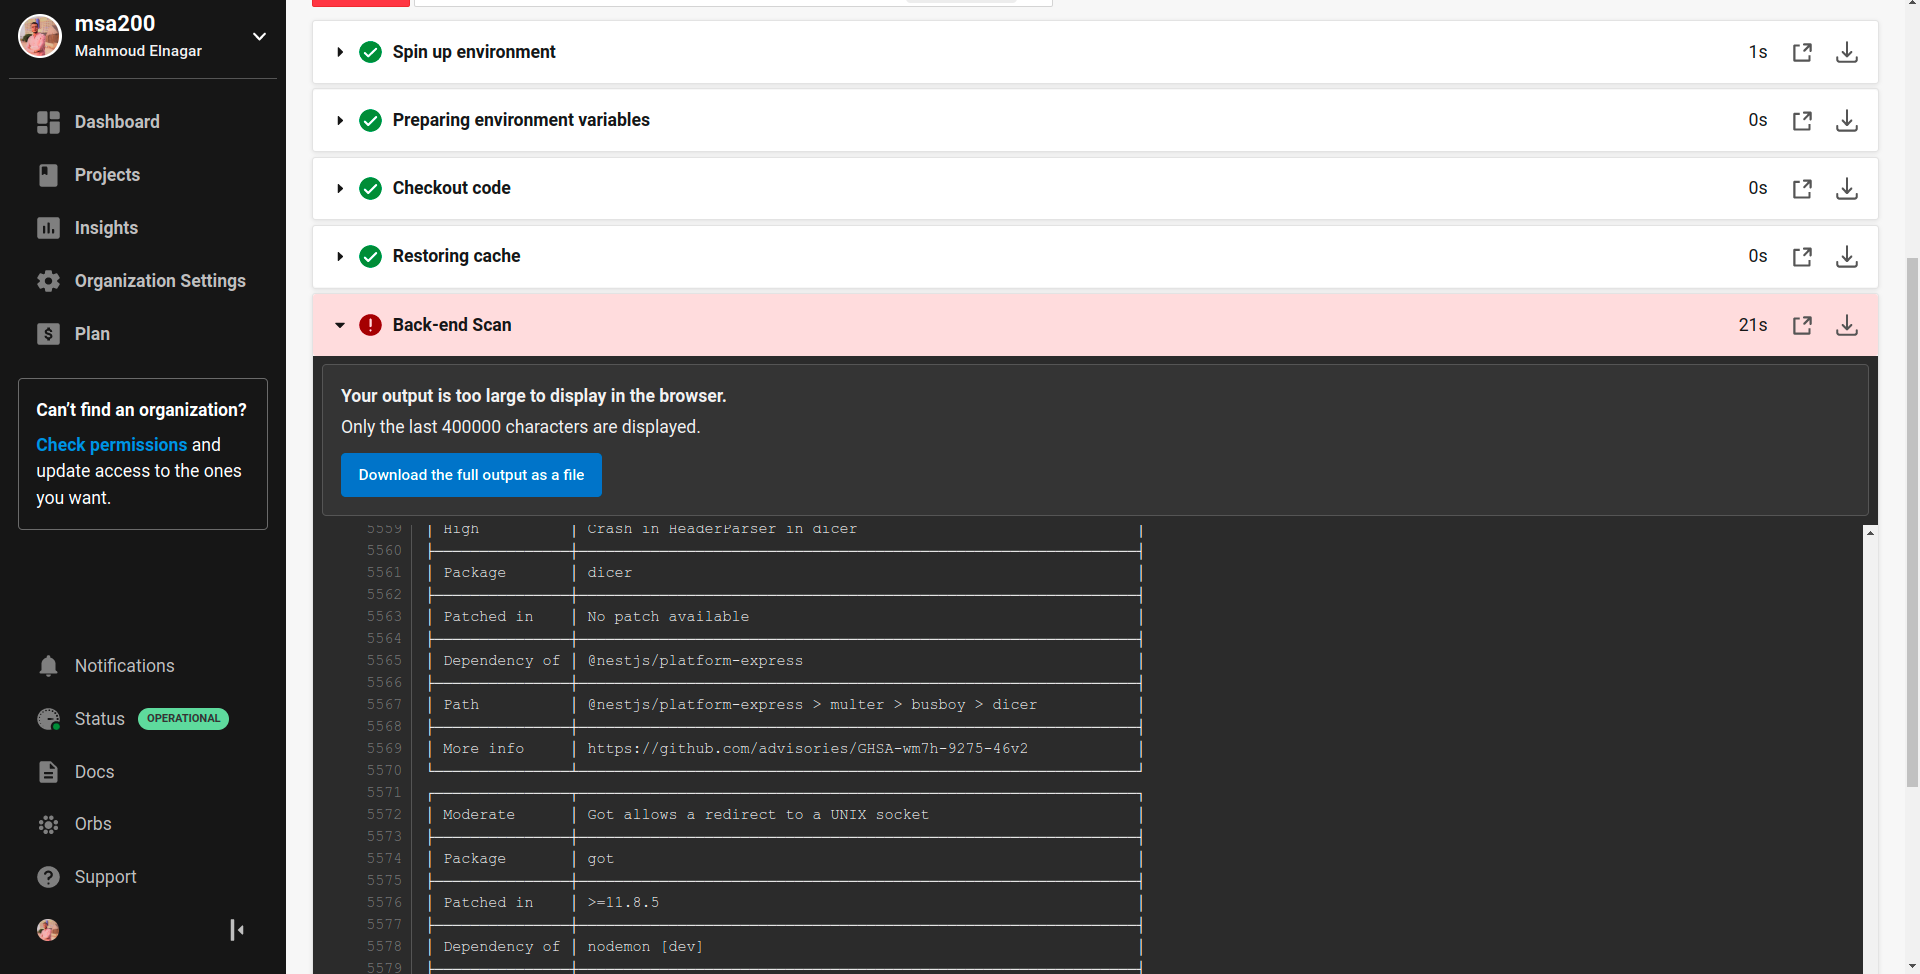 msa200
Mahmoud Elnagar
Dashboard
Projects
Insights
Organization Settings
Plan
Can't find an organization?
Check permissions and
update access to the ones
you want.
Notifications
Status OPERATIONAL
Docs
Orbs
Support
Spin up environment 1s
Preparing environment variables 0s
Checkout code 0s
Restoring cache 0s
Back-end Scan 21s
Your output is too large to display in the browser.
Only the last 400000 characters are displayed.
Download the full output as a file
5559 High Crash in HeaderParser in dicer
5560
5561 Package dicer
5562
5563 Patched in No patch available
5564
5565 Dependency of @nestjs/platform-express
5566
5567 Path @nestjs/platform-express > multer > busboy > dicer
5568
5569 More info https://github.com/advisories/GHSA-wm7h-9275-46v2
5570
5571
5572 Moderate Got allows a redirect to a UNIX socket
5573
5574 Package got
5575
5576 Patched in >=11.8.5
5577
5578 Dependency of nodemon [dev]
5579